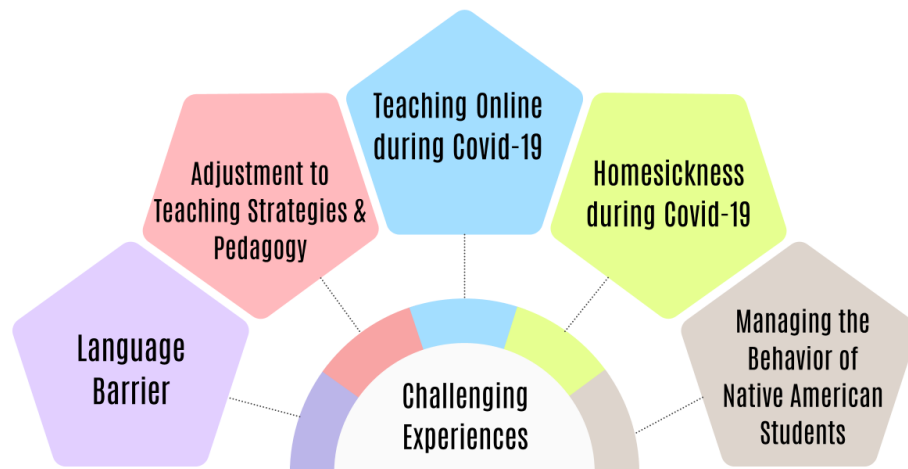 Teaching Online
during Covid-19
Adjustment to
Teaching Strategies &
Pedagogy
Homesickness
during Covid-19
Language
Barrier
Managing the
Behavior of
Native American
Students
Challenging
Experiences